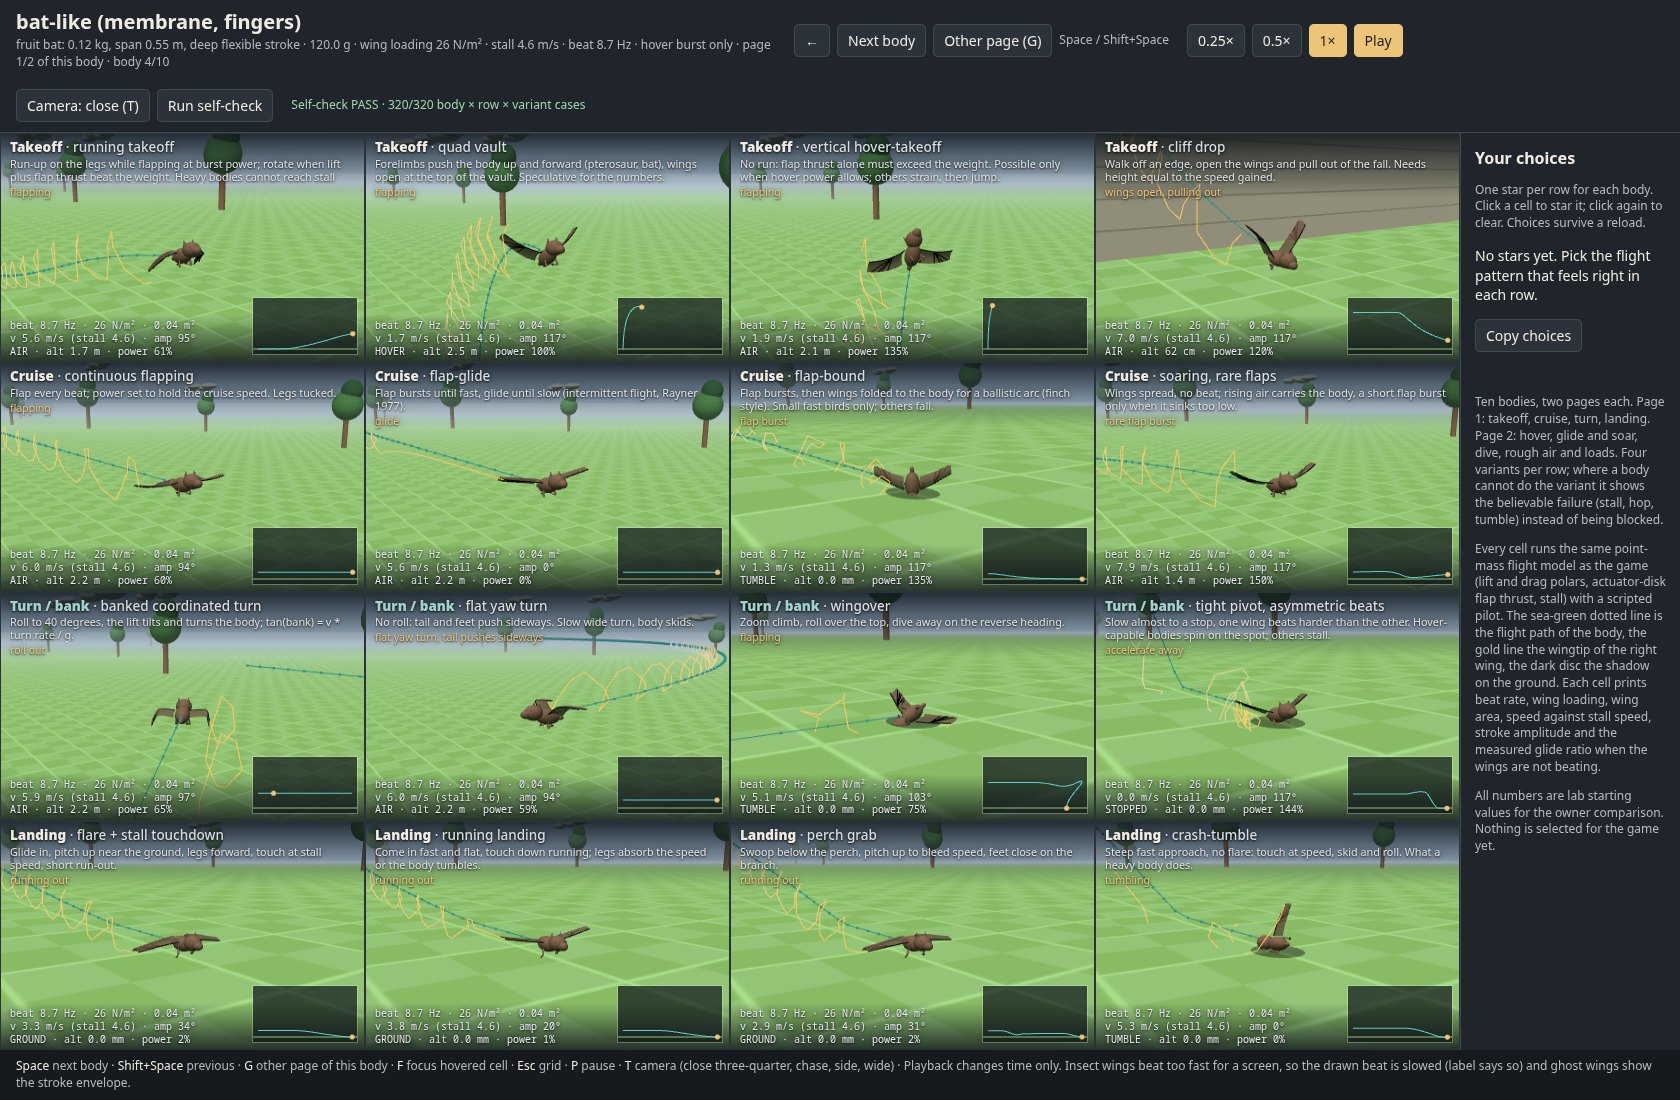 bat-like (membrane, fingers)
fruit bat: 0.12 kg, span 0.55 m, deep flexible stroke · 120.0 g · wing loading 26 N/m² · stall 4.6 m/s · beat 8.7 Hz · hover burst only · page
1/2 of this body · body 4/10
←
Next body
Other page (G)
Space / Shift+Space
0.25×
0.5×
1×
Play
Camera: close (T)
Run self-check
Self-check PASS · 320/320 body × row × variant cases
Takeoff · running takeoff
Run-up on the legs while flapping at burst power; rotate when lift
plus flap thrust beat the weight. Heavy bodies cannot reach stall
flapping
beat 8.7 Hz · 26 N/m² · 0.04 m²
v 5.6 m/s (stall 4.6) · amp 95°
AIR · alt 1.7 m · power 61%
Takeoff · quad vault
Forelimbs push the body up and forward (pterosaur, bat), wings
open at the top of the vault. Speculative for the numbers.
flapping
beat 8.7 Hz · 26 N/m² · 0.04 m²
v 1.7 m/s (stall 4.6) · amp 117°
HOVER · alt 2.5 m · power 100%
Takeoff · vertical hover-takeoff
No run: flap thrust alone must exceed the weight. Possible only
when hover power allows; others strain, then jump.
flapping
beat 8.7 Hz · 26 N/m² · 0.04 m²
v 1.9 m/s (stall 4.6) · amp 117°
AIR · alt 2.1 m · power 135%
Takeoff · cliff drop
Walk off an edge, open the wings and pull out of the fall. Needs
height equal to the speed gained.
wings open, pulling out
beat 8.7 Hz · 26 N/m² · 0.04 m²
v 7.0 m/s (stall 4.6) · amp 117°
AIR · alt 62 cm · power 120%
Cruise · continuous flapping
Flap every beat; power set to hold the cruise speed. Legs tucked.
flapping
beat 8.7 Hz · 26 N/m² · 0.04 m²
v 6.0 m/s (stall 4.6) · amp 94°
AIR · alt 2.2 m · power 60%
Cruise · flap-glide
Flap bursts until fast, glide until slow (intermittent flight, Rayner
1977).
glide
beat 8.7 Hz · 26 N/m² · 0.04 m²
v 5.6 m/s (stall 4.6) · amp 0°
AIR · alt 2.2 m · power 0%
Cruise · flap-bound
Flap bursts, then wings folded to the body for a ballistic arc (finch
style). Small fast birds only; others fall.
flap burst
beat 8.7 Hz · 26 N/m² · 0.04 m²
v 1.3 m/s (stall 4.6) · amp 117°
TUMBLE · alt 0.0 mm · power 135%
Cruise · soaring, rare flaps
Wings spread, no beat; rising air carries the body, a short flap burst
only when it sinks too low.
rare flap burst
beat 8.7 Hz · 26 N/m² · 0.04 m²
v 7.9 m/s (stall 4.6) · amp 117°
AIR · alt 1.4 m · power 150%
Turn / bank · banked coordinated turn
Roll to 40 degrees, the lift tilts and turns the body; tan(bank) = v *
turn rate / g.
roll out
beat 8.7 Hz · 26 N/m² · 0.04 m²
v 5.9 m/s (stall 4.6) · amp 97°
AIR · alt 2.2 m · power 65%
Turn / bank · flat yaw turn
No roll: tail and feet push sideways. Slow wide turn, body skids.
flat yaw turn, tail pushes sideways
beat 8.7 Hz · 26 N/m² · 0.04 m²
v 6.0 m/s (stall 4.6) · amp 94°
AIR · alt 2.2 m · power 59%
Turn / bank · wingover
Zoom climb, roll over the top, dive away on the reverse heading.
flapping
beat 8.7 Hz · 26 N/m² · 0.04 m²
v 5.1 m/s (stall 4.6) · amp 103°
TUMBLE · alt 0.0 mm · power 75%
Turn / bank · tight pivot, asymmetric beats
Slow almost to a stop, one wing beats harder than the other. Hover-
capable bodies spin on the spot; others stall.
accelerate away
beat 8.7 Hz · 26 N/m² · 0.04 m²
v 0.0 m/s (stall 4.6) · amp 117°
STOPPED · alt 0.0 mm · power 144%
Landing · flare + stall touchdown
Glide in, pitch up near the ground, legs forward, touch at stall
speed, short run-out.
running out
beat 8.7 Hz · 26 N/m² · 0.04 m²
v 3.3 m/s (stall 4.6) · amp 34°
GROUND · alt 0.0 mm · power 2%
Landing · running landing
Come in fast and flat, touch down running; legs absorb the speed
or the body tumbles.
running out
beat 8.7 Hz · 26 N/m² · 0.04 m²
v 3.8 m/s (stall 4.6) · amp 20°
GROUND · alt 0.0 mm · power 1%
Landing · perch grab
Swoop below the perch, pitch up to bleed speed, feet close on the
branch.
running out
beat 8.7 Hz · 26 N/m² · 0.04 m²
v 2.9 m/s (stall 4.6) · amp 31°
GROUND · alt 0.0 mm · power 2%
Landing · crash-tumble
Steep fast approach, no flare: touch at speed, skid and roll. What a
heavy body does.
tumbling
beat 8.7 Hz · 26 N/m² · 0.04 m²
v 5.3 m/s (stall 4.6) · amp 0°
TUMBLE · alt 0.0 mm · power 0%
Your choices
One star per row for each body.
Click a cell to star it; click again to
clear. Choices survive a reload.
No stars yet. Pick the flight
pattern that feels right in
each row.
Copy choices
Ten bodies, two pages each. Page
1: takeoff, cruise, turn, landing.
Page 2: hover, glide and soar,
dive, rough air and loads. Four
variants per row; where a body
cannot do the variant it shows
the believable failure (stall, hop,
tumble) instead of being blocked.
Every cell runs the same point-
mass flight model as the game
(lift and drag polars, actuator-disk
flap thrust, stall) with a scripted
pilot. The sea-green dotted line is
the flight path of the body, the
gold line the wingtip of the right
wing, the dark disc the shadow
on the ground. Each cell prints
beat rate, wing loading, wing
area, speed against stall speed,
stroke amplitude and the
measured glide ratio when the
wings are not beating.
All numbers are lab starting
values for the owner comparison.
Nothing is selected for the game
yet.
Space next body · Shift+Space previous · G other page of this body · F focus hovered cell · Esc grid · P pause · T camera (close three-quarter, chase, side, wide) · Playback changes time only. Insect wings beat too fast for a screen, so the drawn beat is slowed (label says so) and ghost wings show
the stroke envelope.